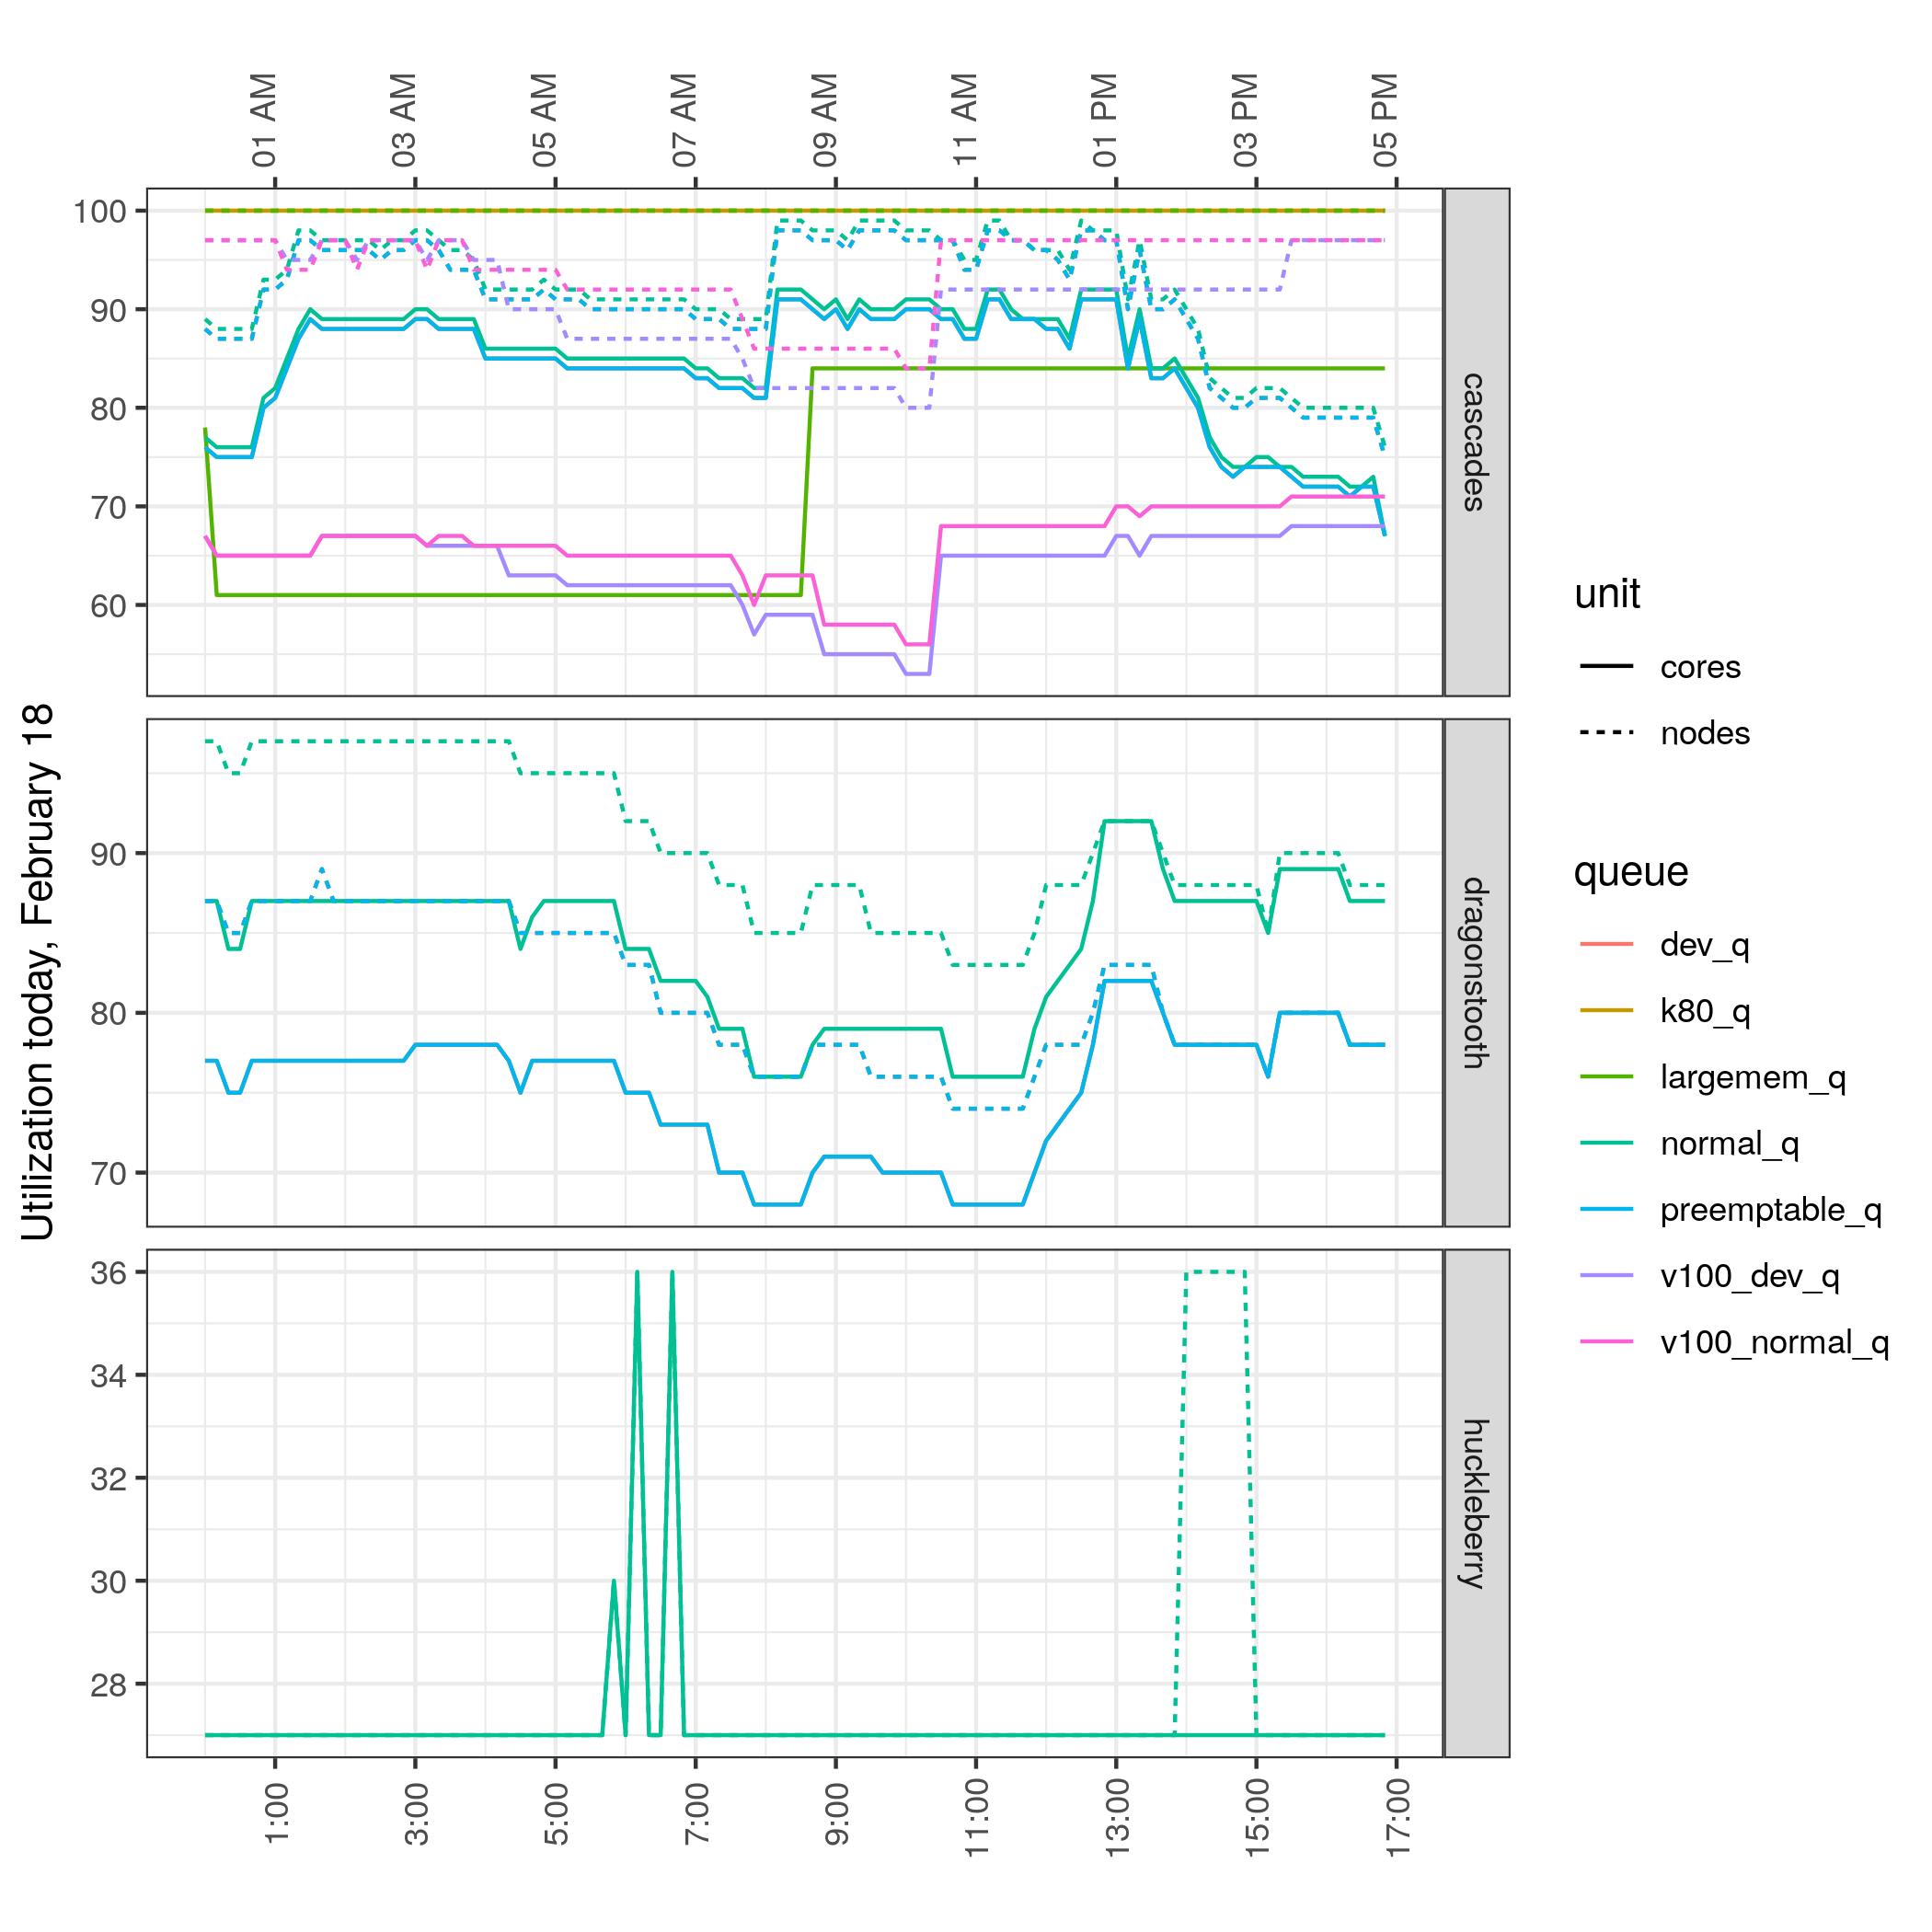 01 AM
03 AM
05 AM
07 AM
09 AM
11 AM
01 PM
03 PM
05 PM
Utilization today, February 18
100
90
80
70
60
cascades
90
80
70
dragonstooth
36
34
32
30
28
huckleberry
1:00
3:00
5:00
7:00
9:00
11:00
13:00
15:00
17:00
unit
cores
nodes
queue
dev_q
k80_q
largemem_q
normal_q
preemptable_q
v100_dev_q
v100_normal_q